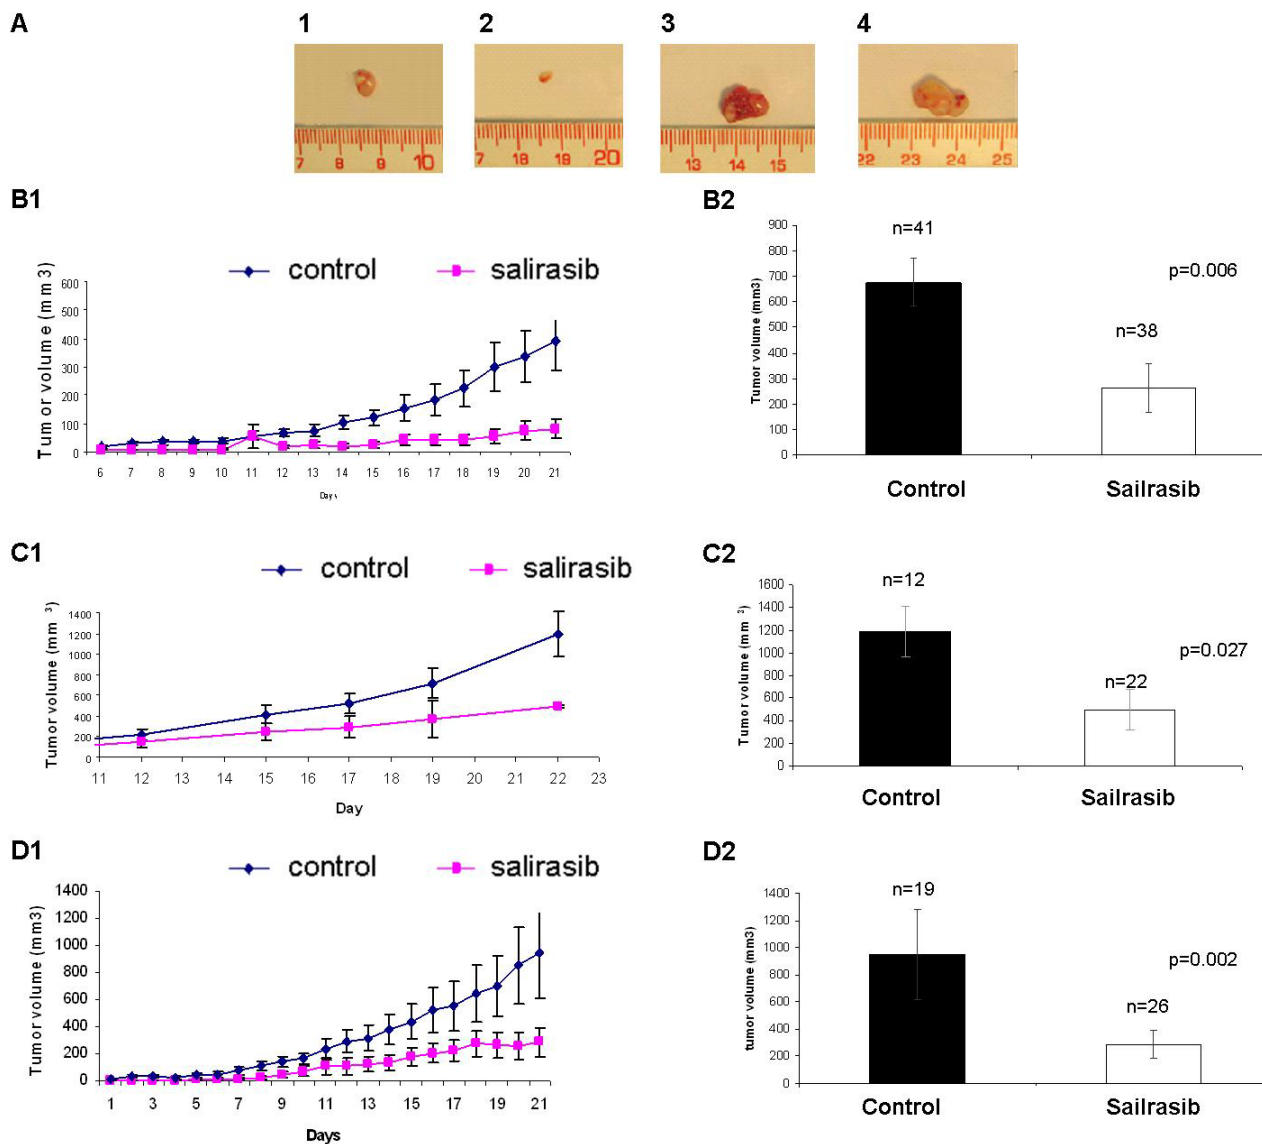 A
1 2 3 4
7 8 9 10
7 18 19 20
13 14 15
22 23 24 25
B1
control salirasib
Tumor volume (mm3)
600
500
400
300
200
100
0
6 7 8 9 10 11 12 13 14 15 16 17 18 19 20 21
Days
B2
n=41
p=0.006
n=38
Tumor volume (mm3)
900
800
700
600
500
400
300
200
100
0
Control Sailrasib
C1
control salirasib
Tumor volume (mm ³)
1400
1200
1000
800
600
400
200
0
11 12 13 14 15 16 17 18 19 20 21 22 23
Day
C2
n=12
p=0.027
n=22
Tumor volume (mm ³)
1600
1400
1200
1000
800
600
400
200
0
Control Sailrasib
D1
control salirasib
Tumor volume (mm3)
1400
1200
1000
800
600
400
200
0
1 3 5 7 9 11 13 15 17 19 21
Days
D2
n=19
p=0.002
n=26
tumor volume (mm3)
1400
1200
1000
800
600
400
200
0
Control Sailrasib